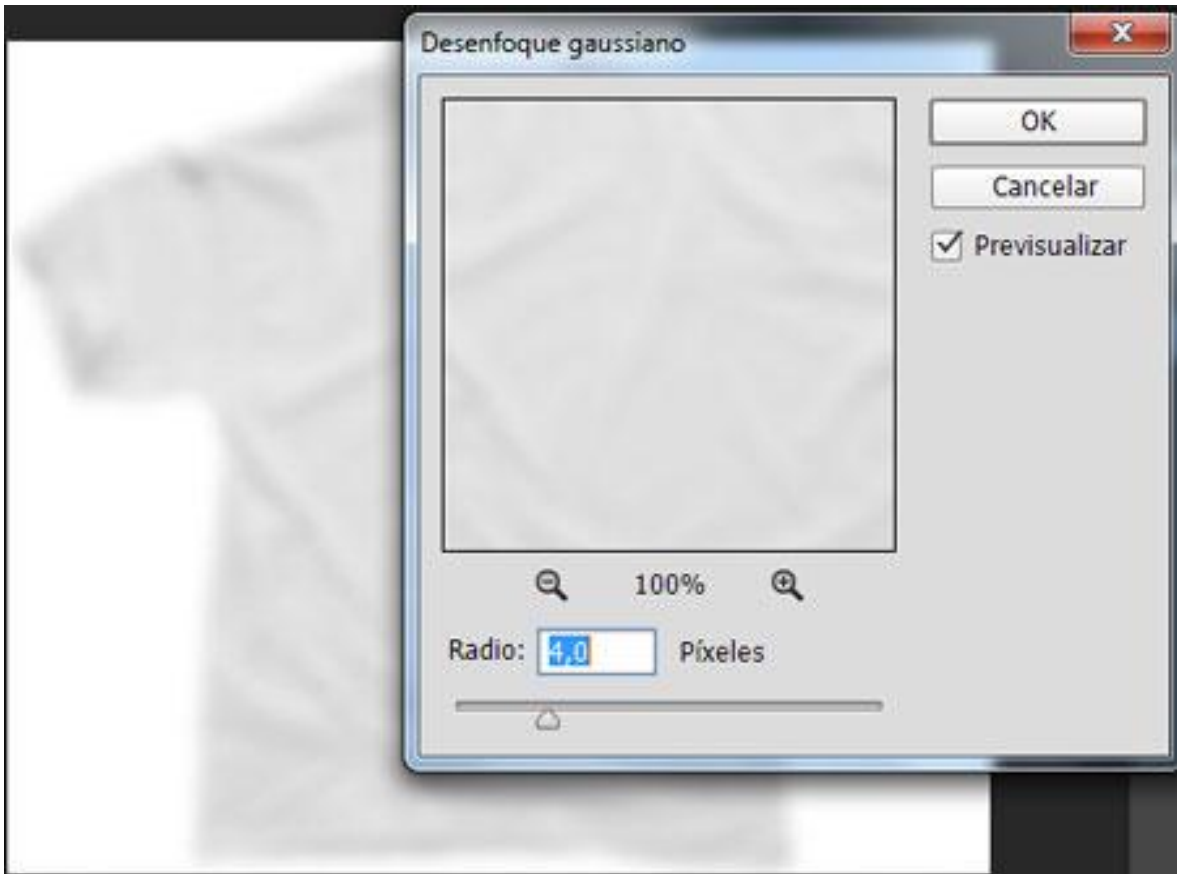 Desenfoque gaussiano
OK
Cancelar
Previsualizar
100%
Radio: 4,0 Píxeles